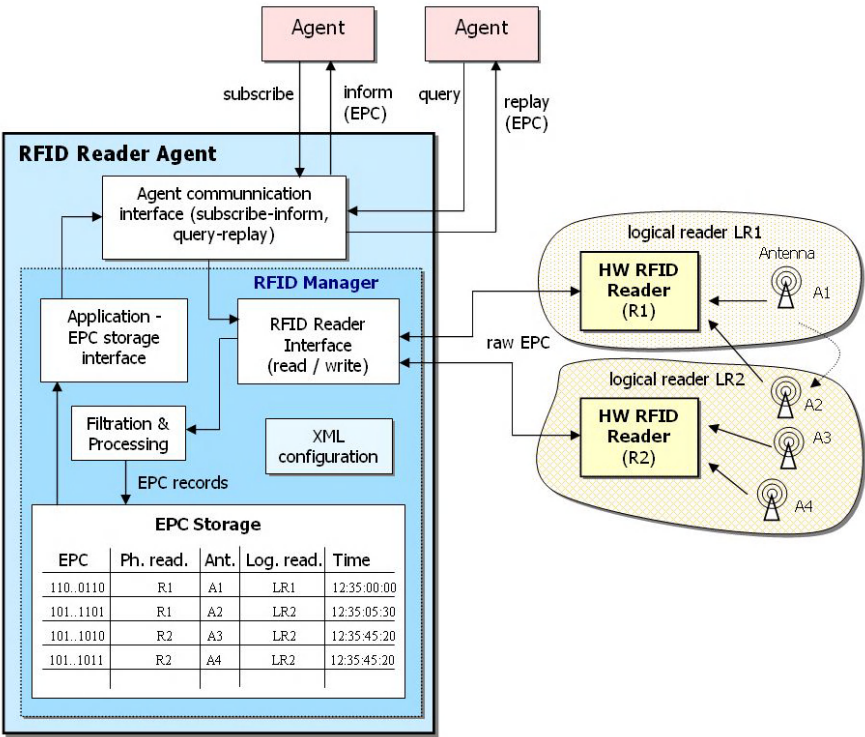 Agent
Agent
subscribe
inform
(EPC)
query
replay
(EPC)
RFID Reader Agent
Agent communnication
interface (subscribe-inform,
query-replay)
RFID Manager
Application -
EPC storage
interface
RFID Reader
Interface
(read / write)
Filtration &
Processing
XML
configuration
EPC records
raw EPC
logical reader LR1
Antenna
HW RFID
Reader
(R1)
A1
logical reader LR2
HW RFID
Reader
(R2)
A2
A3
A4
EPC Storage
EPC Ph. read. Ant. Log. read. Time
110..0110 R1 A1 LR1 12:35:00:00
101..1101 R1 A2 LR2 12:35:05:30
101..1010 R2 A3 LR2 12:35:45:20
101..1011 R2 A4 LR2 12:35:45:20